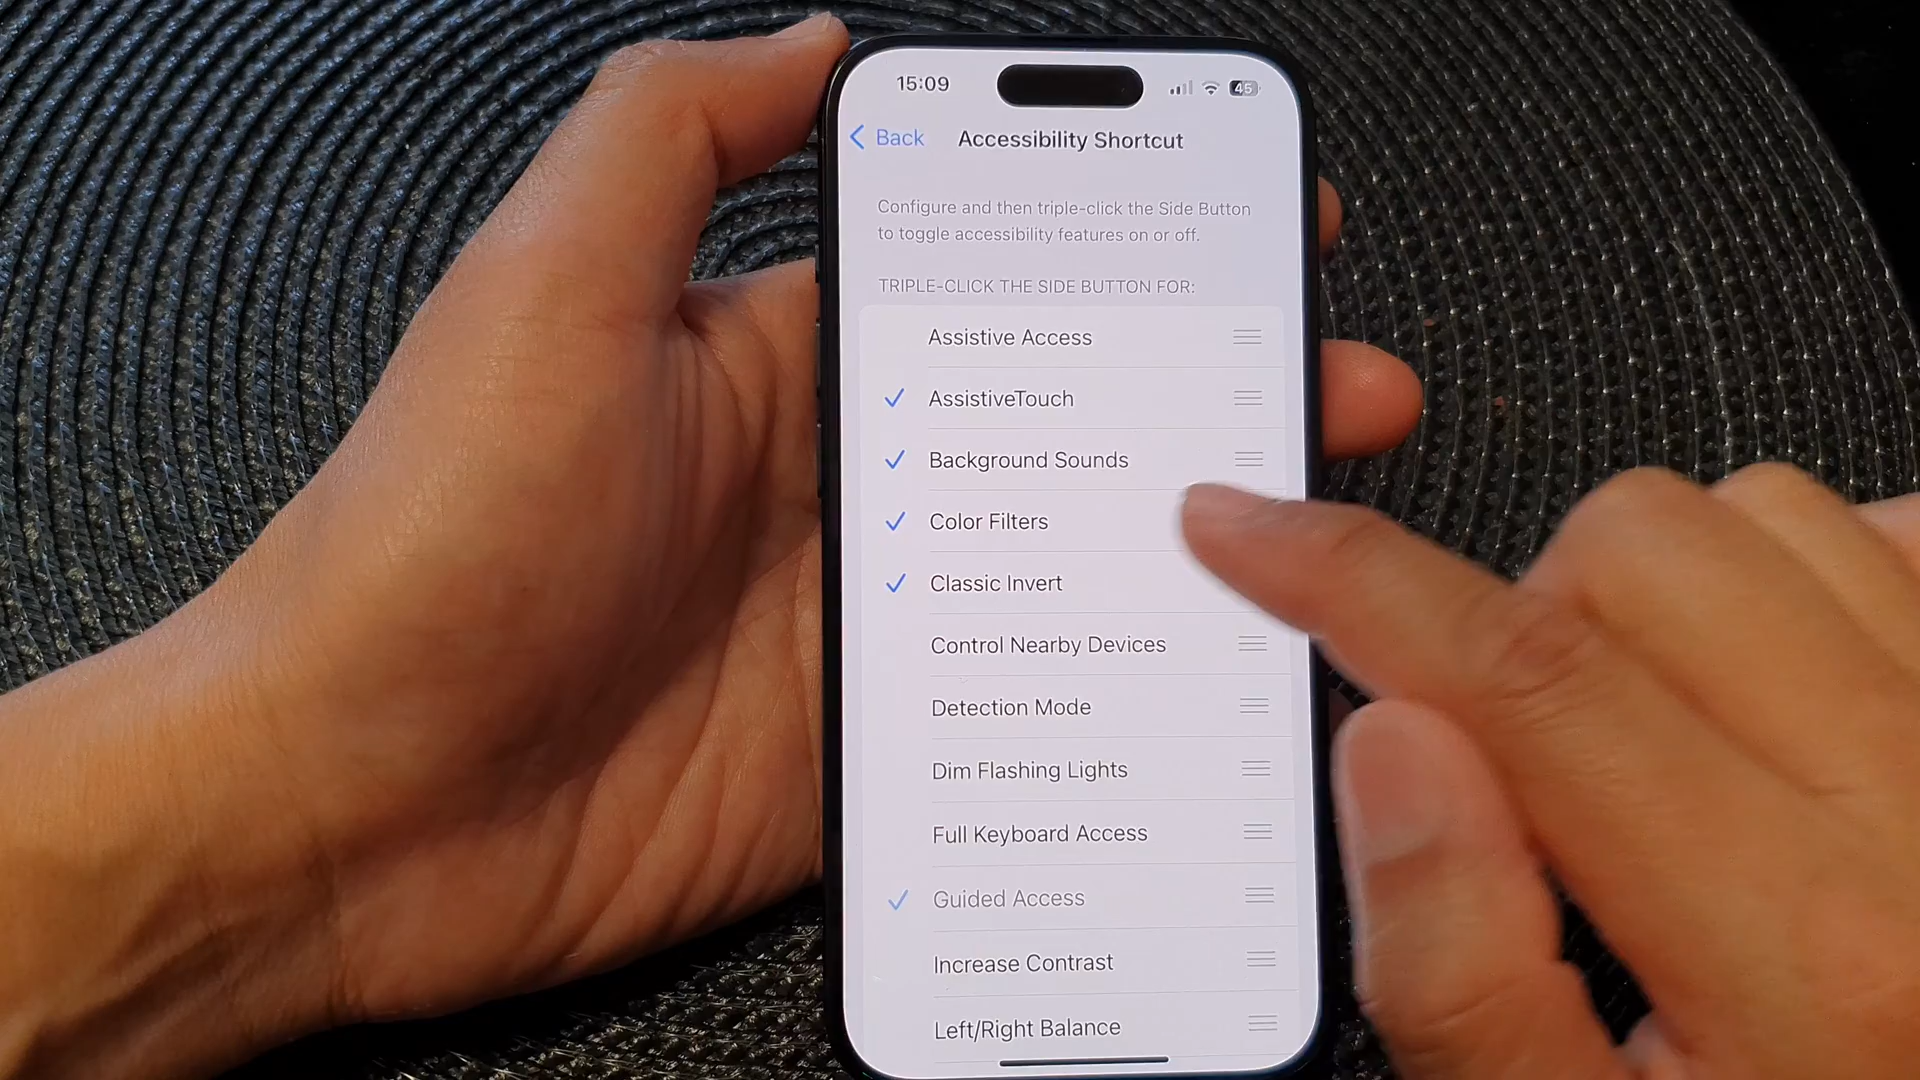 15:09
45
Back
Accessibility Shortcut
Configure and then triple-click the Side Button
to toggle accessibility features on or off.
TRIPLE-CLICK THE SIDE BUTTON FOR:
Assistive Access
AssistiveTouch
Background Sounds
Color Filters
Classic Invert
Control Nearby Devices
Detection Mode
Dim Flashing Lights
Full Keyboard Access
Guided Access
Increase Contrast
Left/Right Balance